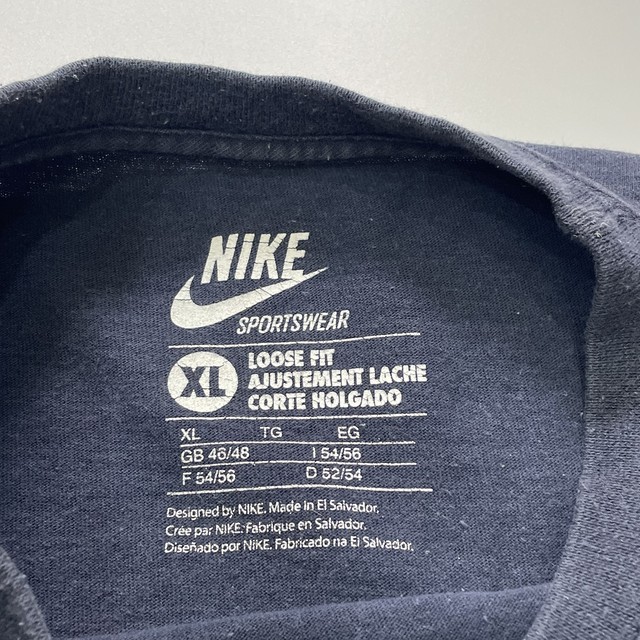 NIKE
SPORTSWEAR
XL
LOOSE FIT
AJUSTEMENT LACHE
CORTE HOLGADO
XL TG EG
GB 46/48 I 54/56
F 54/56 D 52/54
Designed by NIKE. Made in El Salvador.
Crée par NIKE. Fabrique en Salvador.
Diseñado por NIKE. Fabricado na El Salvador.